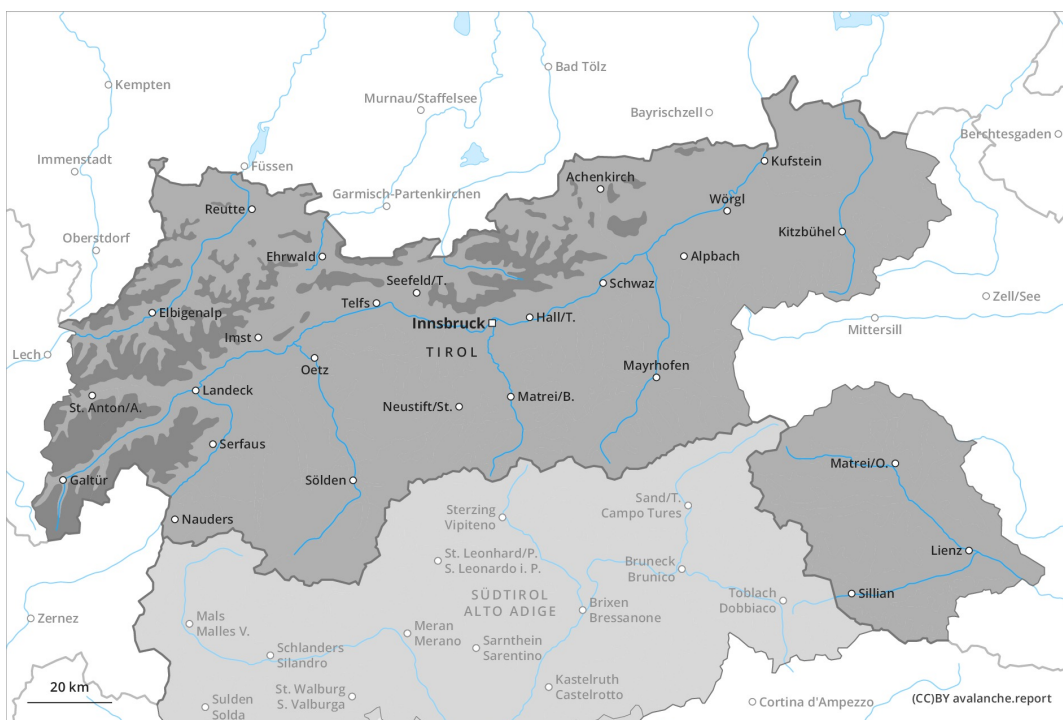 Kempten
Bad Tölz
Murnau/Staffelsee
Bayrischzell
Berchtesgaden
Immenstadt
Füssen
Kufstein
Achenkirch
Garmisch-Partenkirchen
Wörgl
Reutte
Kitzbühel
Oberstdorf
Ehrwald
Alpbach
Seefeld/T.
Schwaz
Telfs
Zell/See
Elbigenalp
Innsbruck
Hall/T.
Mittersill
Imst
TIROL
Lech
Oetz
Mayrhofen
Landeck
St. Anton/A.
Neustift/St.
Matrei/B.
Serfaus
Matrei/O.
Galtür
Sölden
Sand/T.
Campo Tures
Sterzing
Vipiteno
Nauders
Lienz
St. Leonhard/P.
S. Leonardo i. P.
Bruneck
Brunico
SÜDTIROL
ALTO ADIGE
Sillian
Toblach
Dobbiaco
Brixen
Bressanone
Zernez
Mals
Malles V.
Meran
Merano
Sarnthein
Sarentino
Schlanders
Silandro
Kastelruth
Castelrotto
20 km
St. Walburg
S. Valburga
Sulden
Solda
Cortina d'Ampezzo
(CC)BY avalanche.report